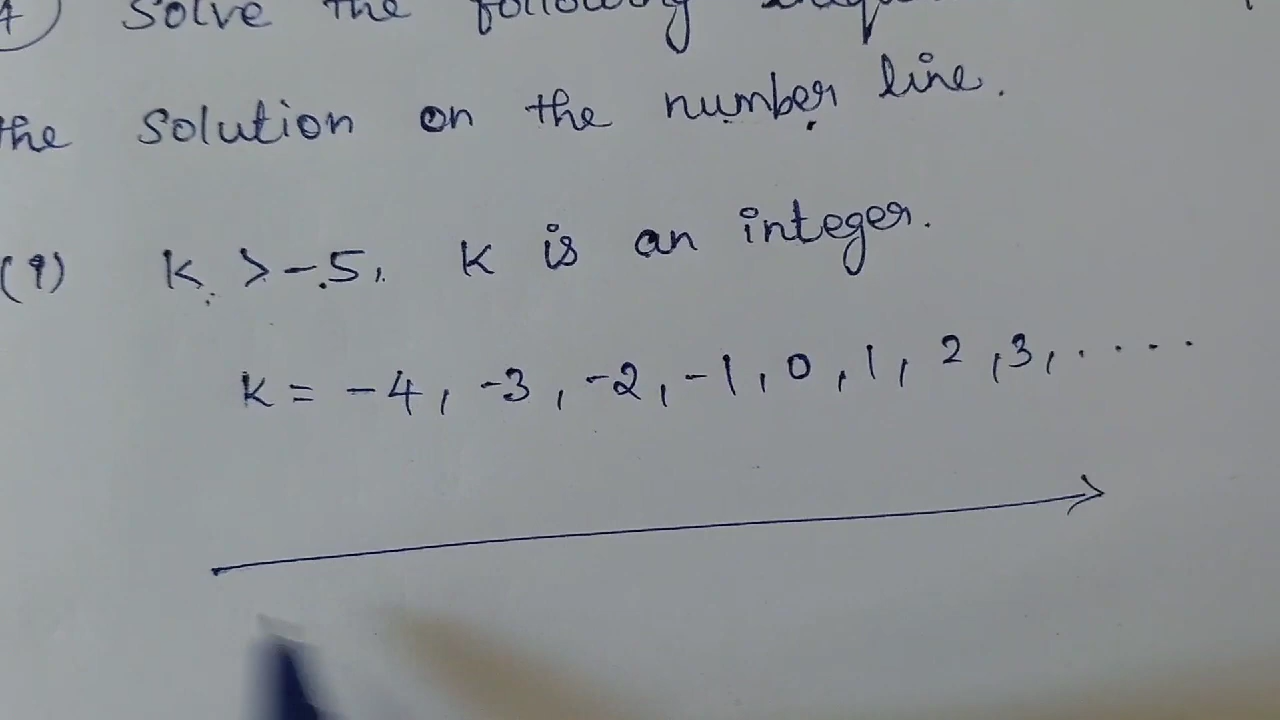 Solve the following
the solution on the number line.
(i) K > -5, K is an integer.
K = -4, -3, -2, -1, 0, 1, 2, 3, .....